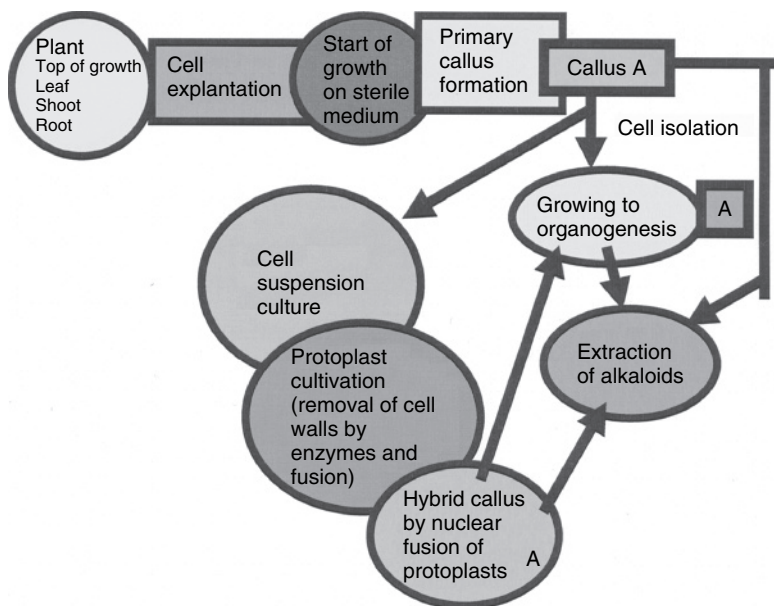 Plant
Top of growth
Leaf
Shoot
Root
Cell
explantation
Start of
growth
on sterile
medium
Primary
callus
formation
Callus A
Cell isolation
Growing to
organogenesis
A
Cell
suspension
culture
Protoplast
cultivation
(removal of cell
walls by
enzymes and
fusion)
Extraction
of alkaloids
Hybrid callus
by nuclear
fusion of
protoplasts
A